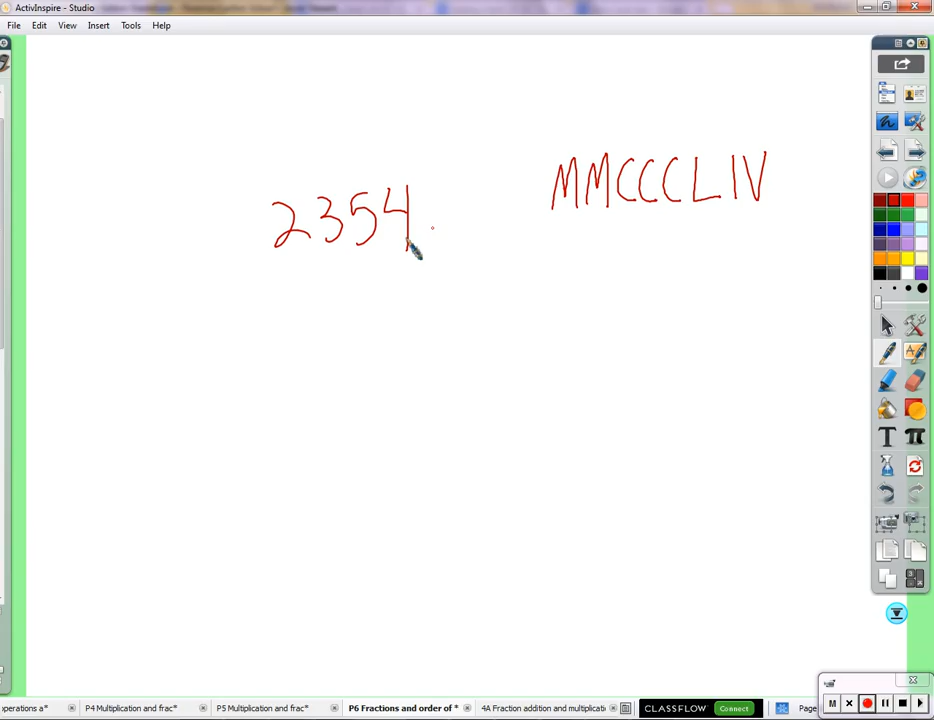 ActivInspire - Studio
File Edit View Insert Tools Help
MMCCCLIV
2354
T π
operations a* P4 Multiplication and frac* P5 Multiplication and frac* P6 Fractions and order of * 4A Fraction addition and multiplicati CLASSFLOW Connect Page
M